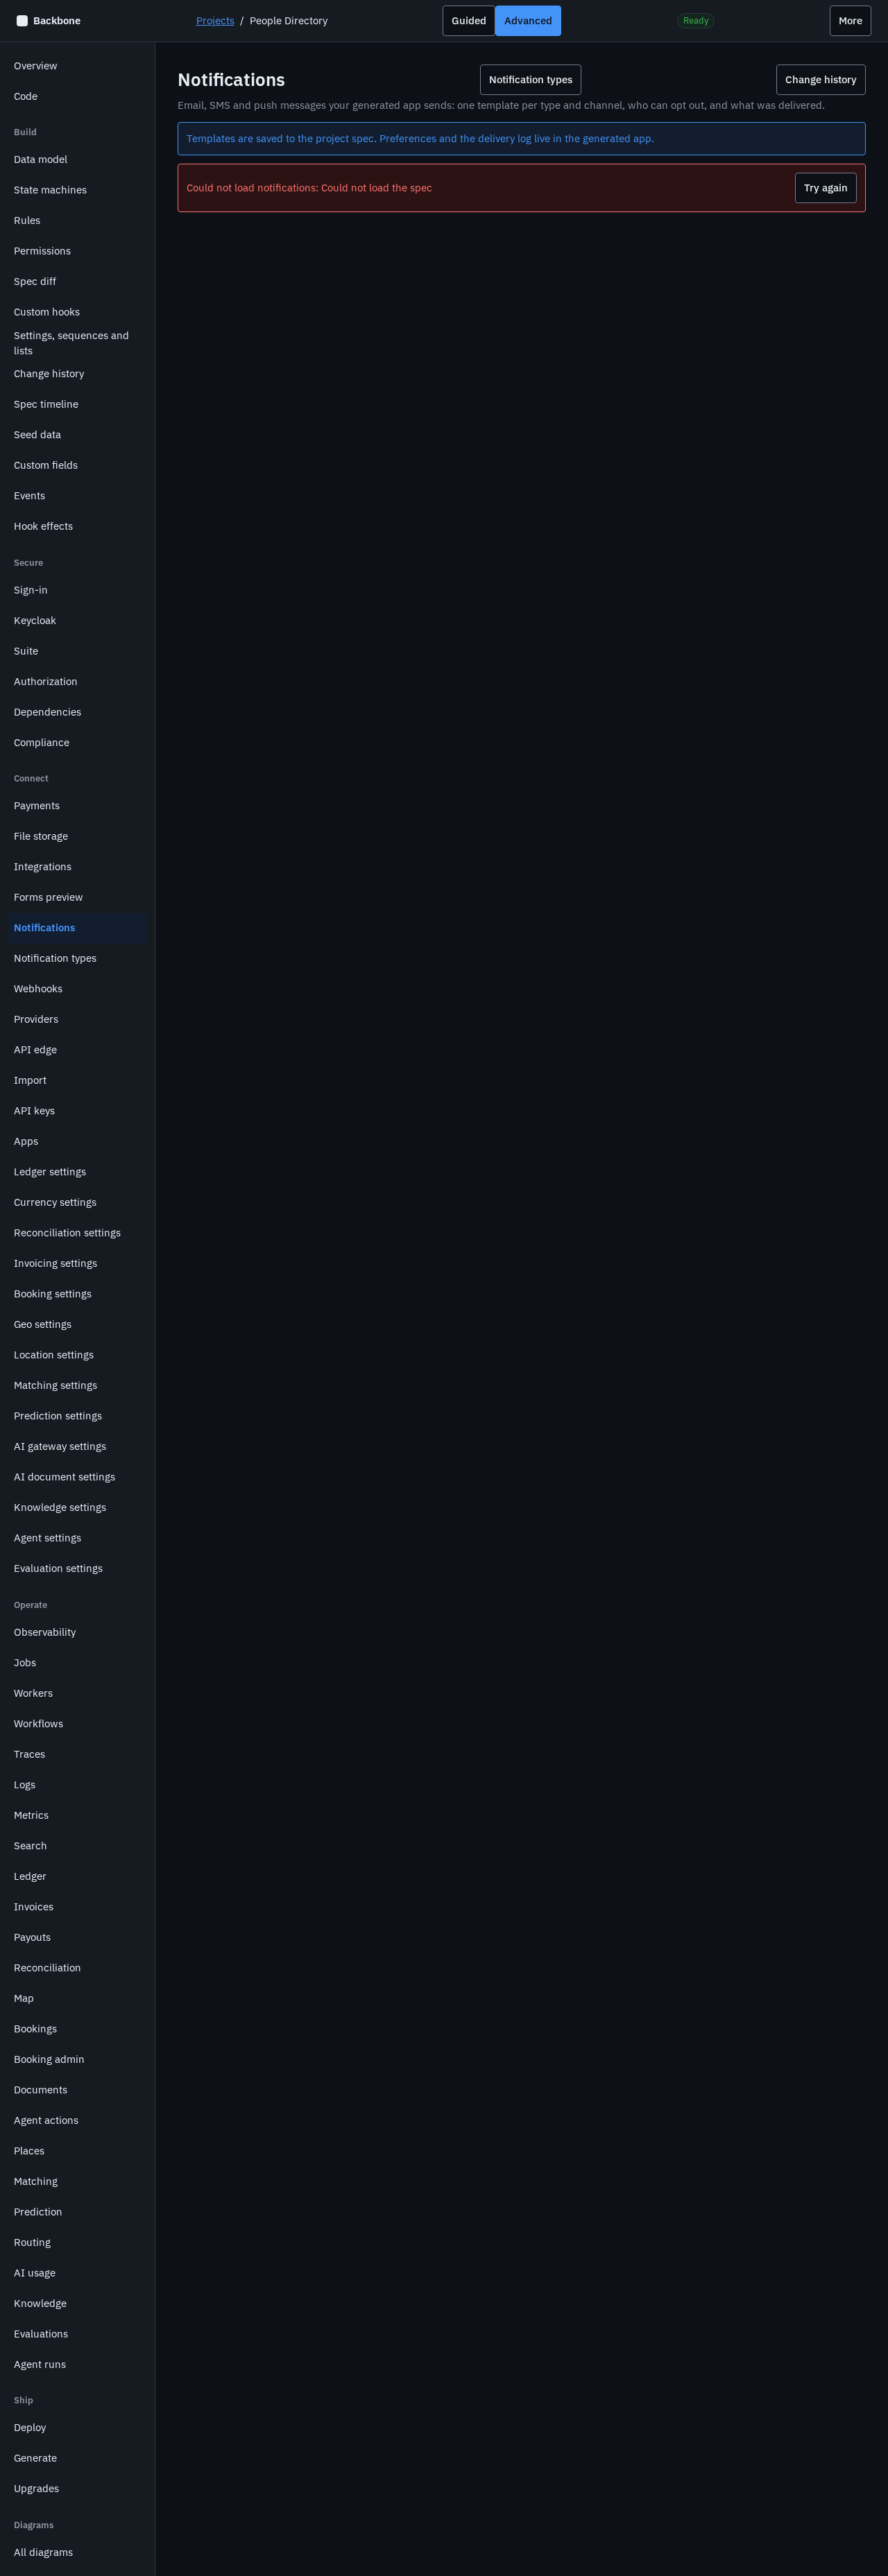 Backbone
Projects / People Directory
Guided
Advanced
Ready
More
Overview
Code
Build
Data model
State machines
Rules
Permissions
Spec diff
Custom hooks
Settings, sequences and
lists
Change history
Spec timeline
Seed data
Custom fields
Events
Hook effects
Secure
Sign-in
Keycloak
Suite
Authorization
Dependencies
Compliance
Connect
Payments
File storage
Integrations
Forms preview
Notifications
Notification types
Webhooks
Providers
API edge
Import
API keys
Apps
Ledger settings
Currency settings
Reconciliation settings
Invoicing settings
Booking settings
Geo settings
Location settings
Matching settings
Prediction settings
AI gateway settings
AI document settings
Knowledge settings
Agent settings
Evaluation settings
Operate
Observability
Jobs
Workers
Workflows
Traces
Logs
Metrics
Search
Ledger
Invoices
Payouts
Reconciliation
Map
Bookings
Booking admin
Documents
Agent actions
Places
Matching
Prediction
Routing
AI usage
Knowledge
Evaluations
Agent runs
Ship
Deploy
Generate
Upgrades
Diagrams
All diagrams
Notifications
Notification types
Change history
Email, SMS and push messages your generated app sends: one template per type and channel, who can opt out, and what was delivered.
Templates are saved to the project spec. Preferences and the delivery log live in the generated app.
Could not load notifications: Could not load the spec
Try again